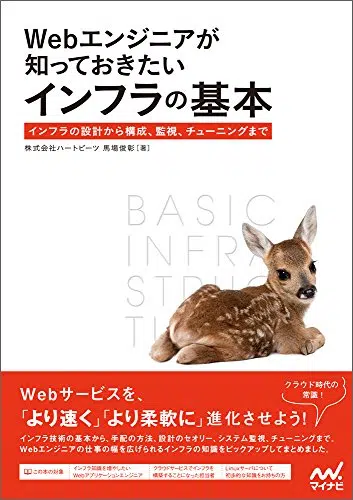 Webエンジニアが
知っておきたい
インフラの基本
インフラの設計から構成、監視、チューニングまで
株式会社ハートビーツ 馬場俊彰[著]
BASIC
INFRA
STRUC
TU
クラウド時代の
常識!
Webサービスを、
「より速く」「より柔軟に」進化させよう!
インフラ技術の基本から、手配の方法、設計のセオリー、システム監視、チューニングまで、
Webエンジニアの仕事の幅を広げられるインフラの知識をピックアップしてまとめました。
この本の対象
インフラ知識を増やしたい
Webアプリケーションエンジニア
クラウドサービスでインフラを
構築することになった担当者
Linuxサーバについて
初歩的な知識をお持ちの方
マイナビ